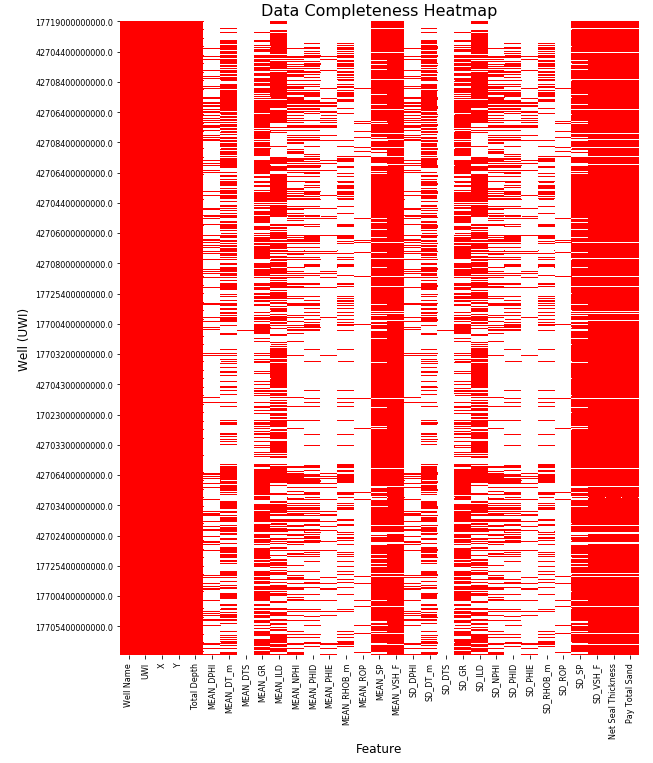 Data Completeness Heatmap
17719000000000.0
42704400000000.0
42708400000000.0
42706400000000.0
42708400000000.0
42706400000000.0
42704400000000.0
42706000000000.0
42708000000000.0
17725400000000.0
17700400000000.0
17703200000000.0
42704300000000.0
17023000000000.0
42703300000000.0
42706400000000.0
42703400000000.0
42702400000000.0
17725400000000.0
17700400000000.0
17705400000000.0
Well (UWI)
Well Name
UWI
X
Y
Total Depth
MEAN_DPHI
MEAN_DT_m
MEAN_DTS
MEAN_GR
MEAN_ILD
MEAN_NPHI
MEAN_PHID
MEAN_PHIE
MEAN_RHOB_m
MEAN_ROP
MEAN_SP
MEAN_VSH_F
SD_DPHI
SD_DT_m
SD_DTS
SD_GR
SD_ILD
SD_NPHI
SD_PHID
SD_PHIE
SD_RHOB_m
SD_ROP
SD_SP
SD_VSH_F
Net Seal Thickness
Pay Total Sand
Feature